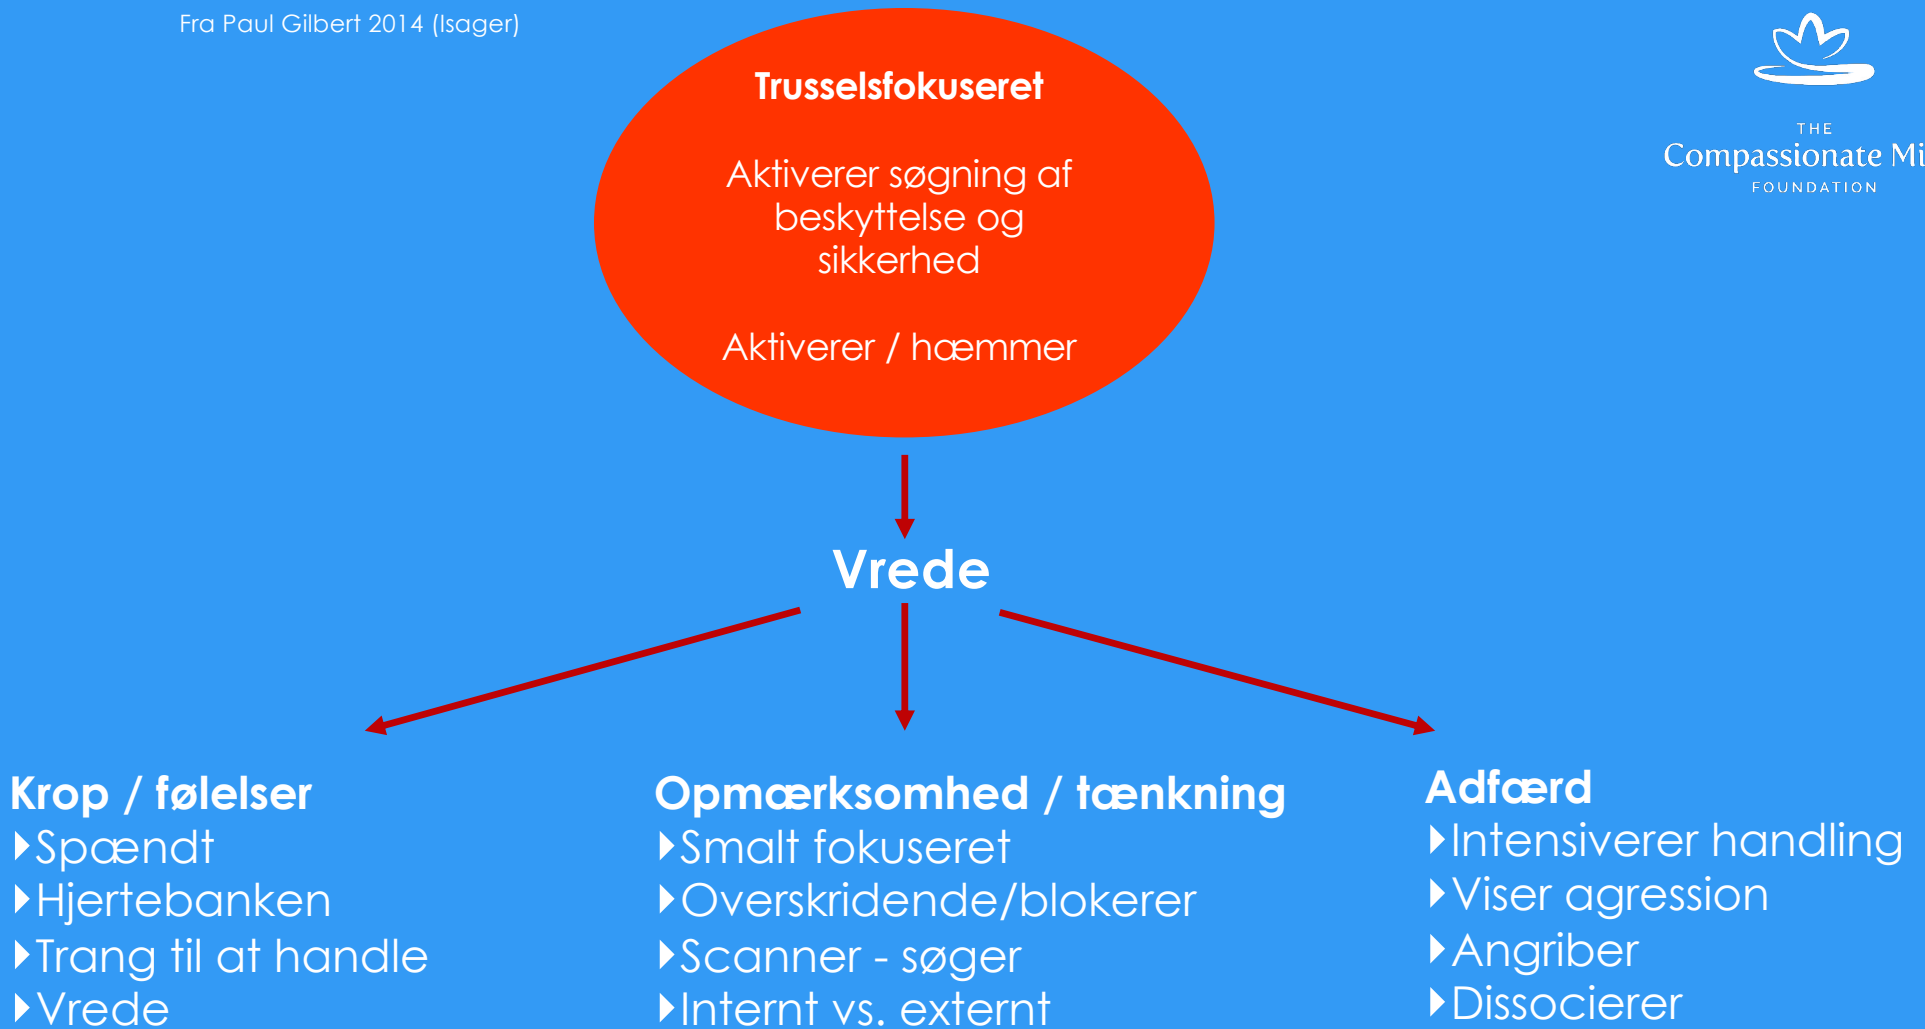 Fra Paul Gilbert 2014 (Isager)
Trusselsfokuseret
Aktiverer søgning af
beskyttelse og
sikkerhed
Aktiverer / hæmmer
THE
Compassionate Mi
FOUNDATION
Vrede
Krop / følelser
Spændt
Hjertebanken
Trang til at handle
Vrede
Opmærksomhed / tænkning
Smalt fokuseret
Overskridende/blokerer
Scanner - søger
Internt vs. externt
Adfærd
Intensiverer handling
Viser agression
Angriber
Dissocierer